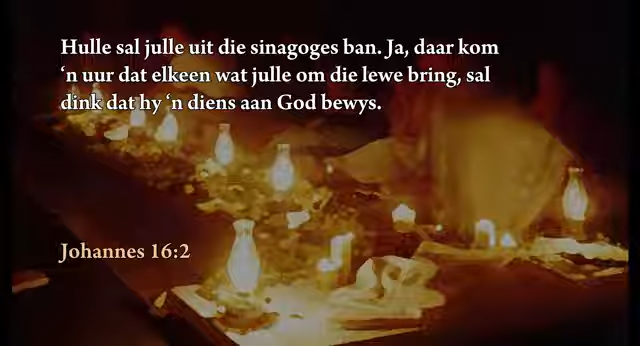 Hulle sal julle uit die sinagoges ban. Ja, daar kom
‘n uur dat elkeen wat julle om die lewe bring, sal
dink dat hy ‘n diens aan God bewys.
Johannes 16:2